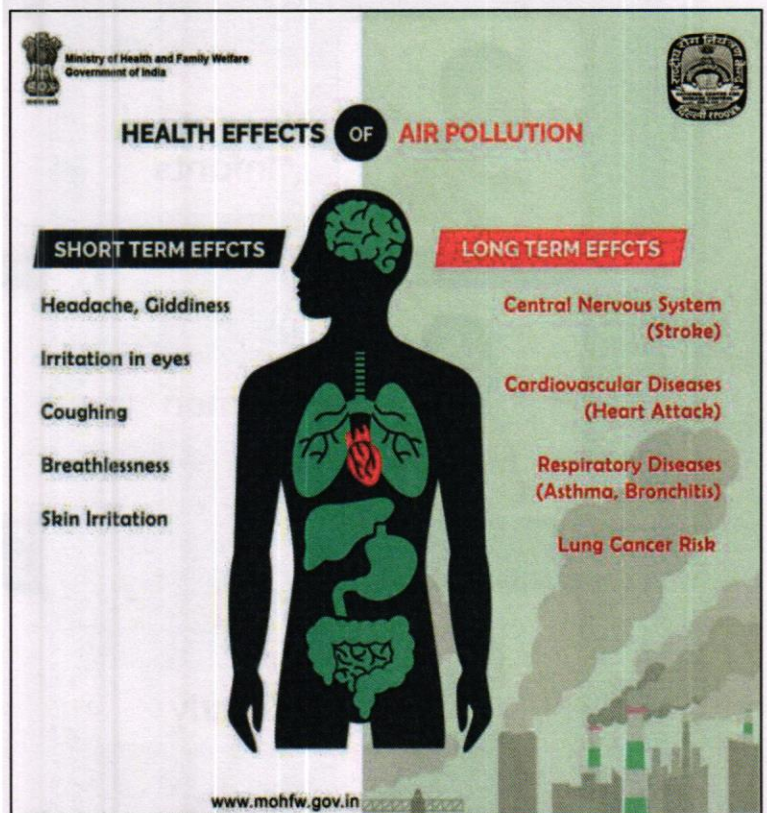 Ministry of Health and Family Welfare
Government of India
HEALTH EFFECTS OF AIR POLLUTION
SHORT TERM EFFCTS
Headache, Giddiness
Irritation in eyes
Coughing
Breathlessness
Skin Irritation
LONG TERM EFFCTS
Central Nervous System
(Stroke)
Cardiovascular Diseases
(Heart Attack)
Respiratory Diseases
(Asthma, Bronchitis)
Lung Cancer Risk
www.mohfw.gov.in